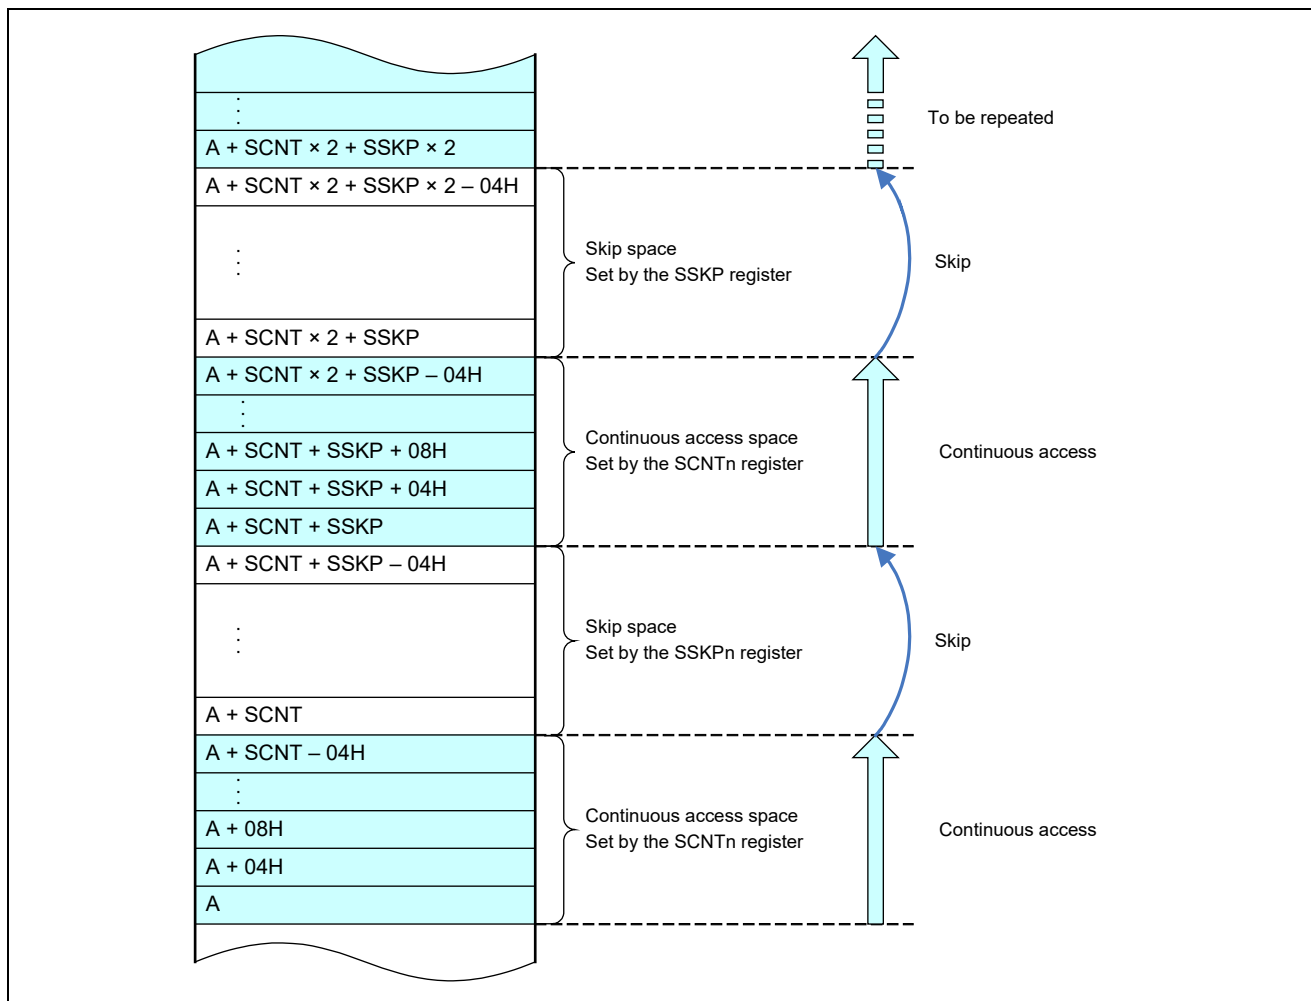 To be repeated
A + SCNT × 2 + SSKP × 2
A + SCNT × 2 + SSKP × 2 – 04H
Skip space
Set by the SSKP register
Skip
A + SCNT × 2 + SSKP
A + SCNT × 2 + SSKP – 04H
A + SCNT + SSKP + 08H
Continuous access space
Set by the SCNTn register
Continuous access
A + SCNT + SSKP + 04H
A + SCNT + SSKP
A + SCNT + SSKP – 04H
Skip space
Set by the SSKPn register
Skip
A + SCNT
A + SCNT – 04H
Continuous access space
Set by the SCNTn register
Continuous access
A + 08H
A + 04H
A